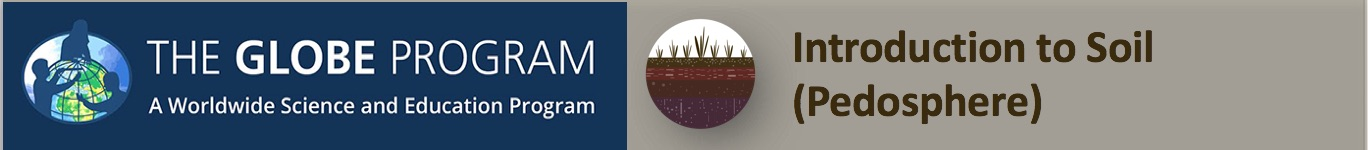 THE GLOBE PROGRAM
A Worldwide Science and Education Program
Introduction to Soil
(Pedosphere)